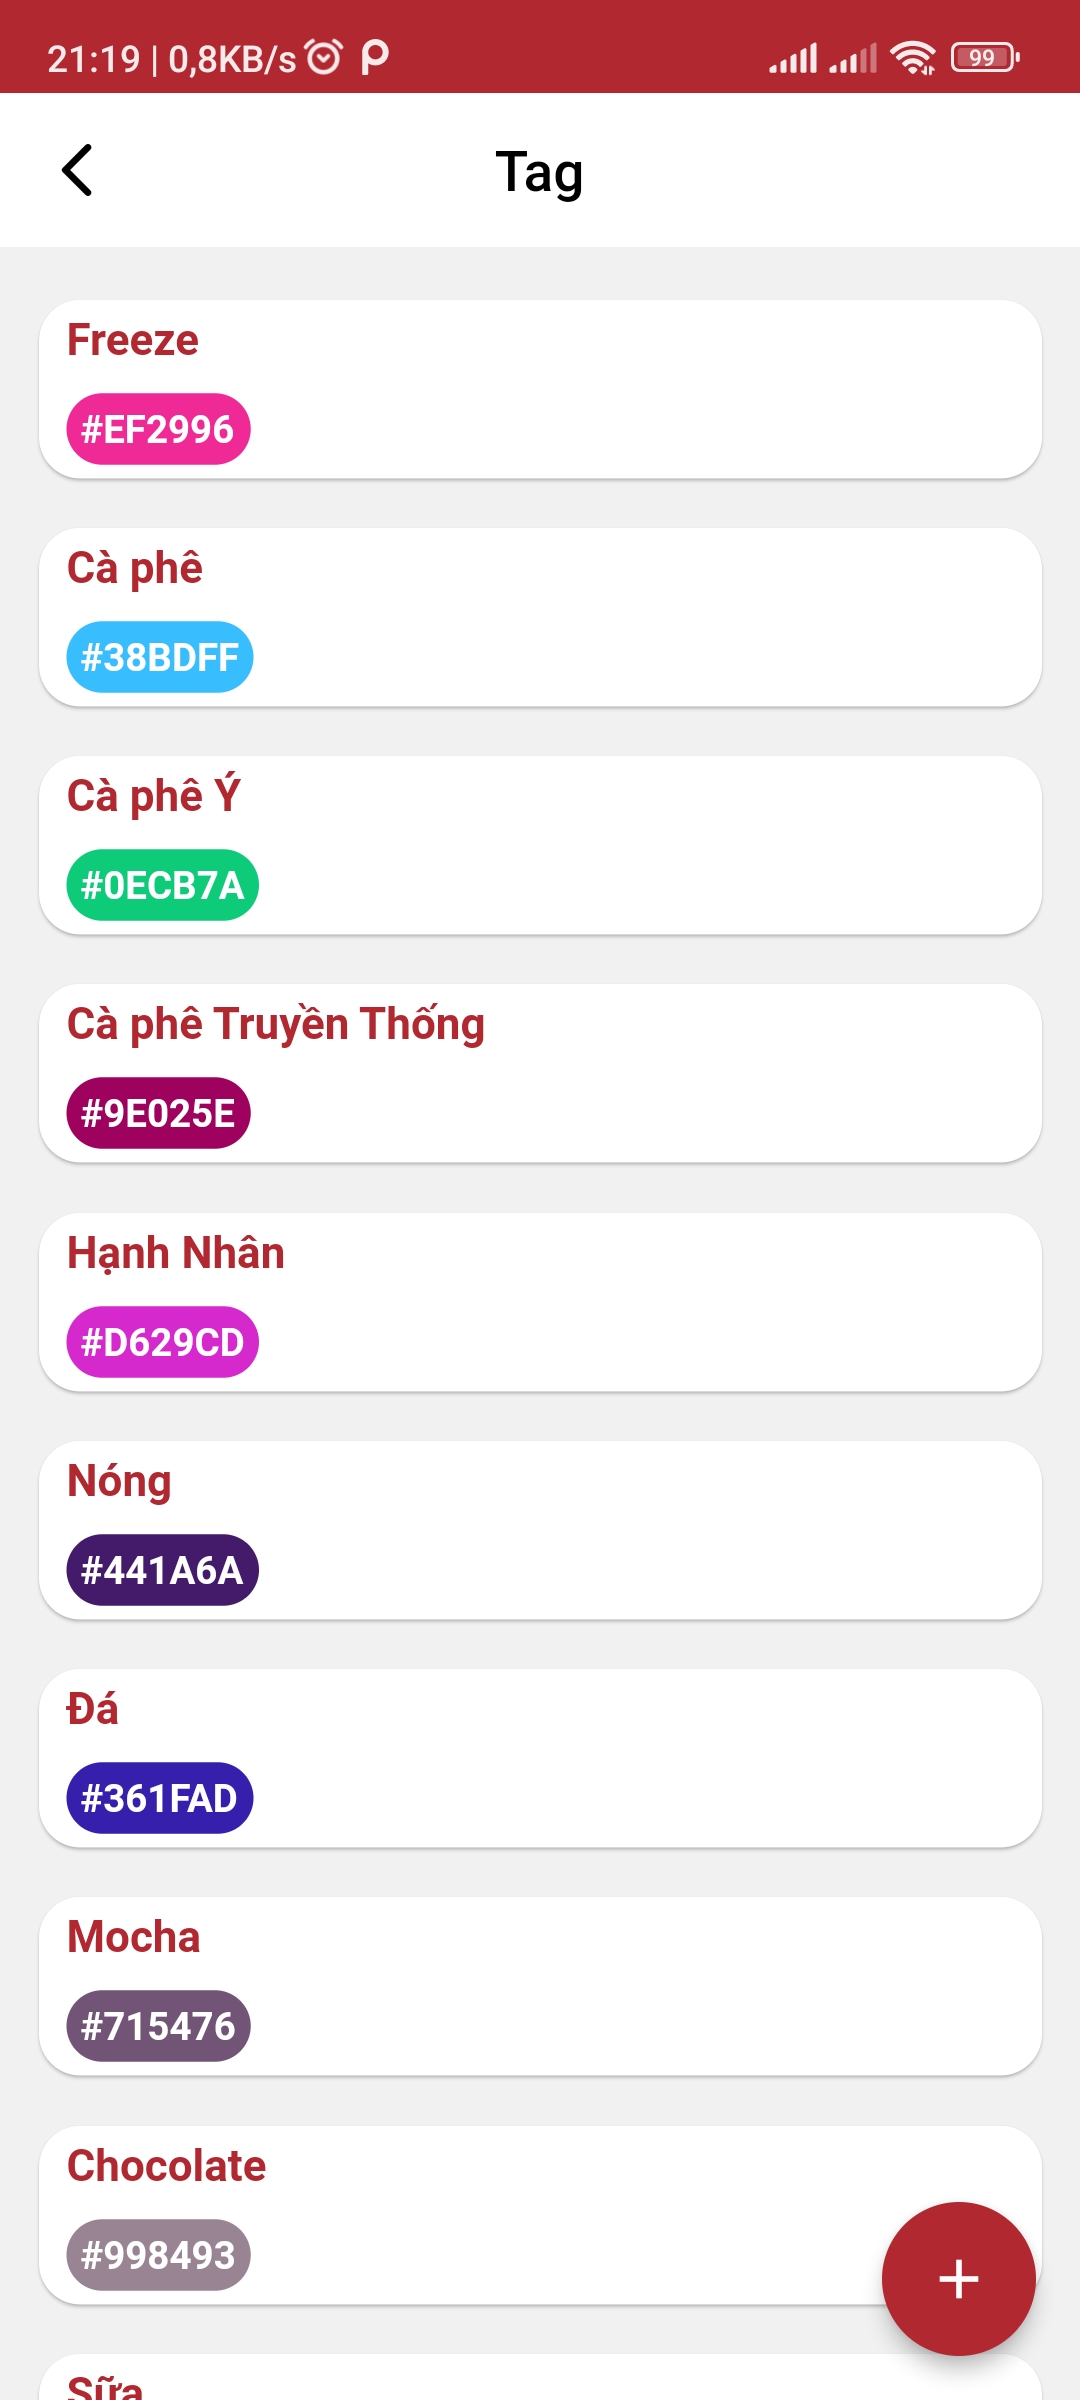 21:19 | 0,8KB/s
99
Tag
Freeze
#EF2996
Cà phê
#38BDFF
Cà phê Ý
#0ECB7A
Cà phê Truyền Thống
#9E025E
Hạnh Nhân
#D629CD
Nóng
#441A6A
Đá
#361FAD
Mocha
#715476
Chocolate
#998493
Sữa